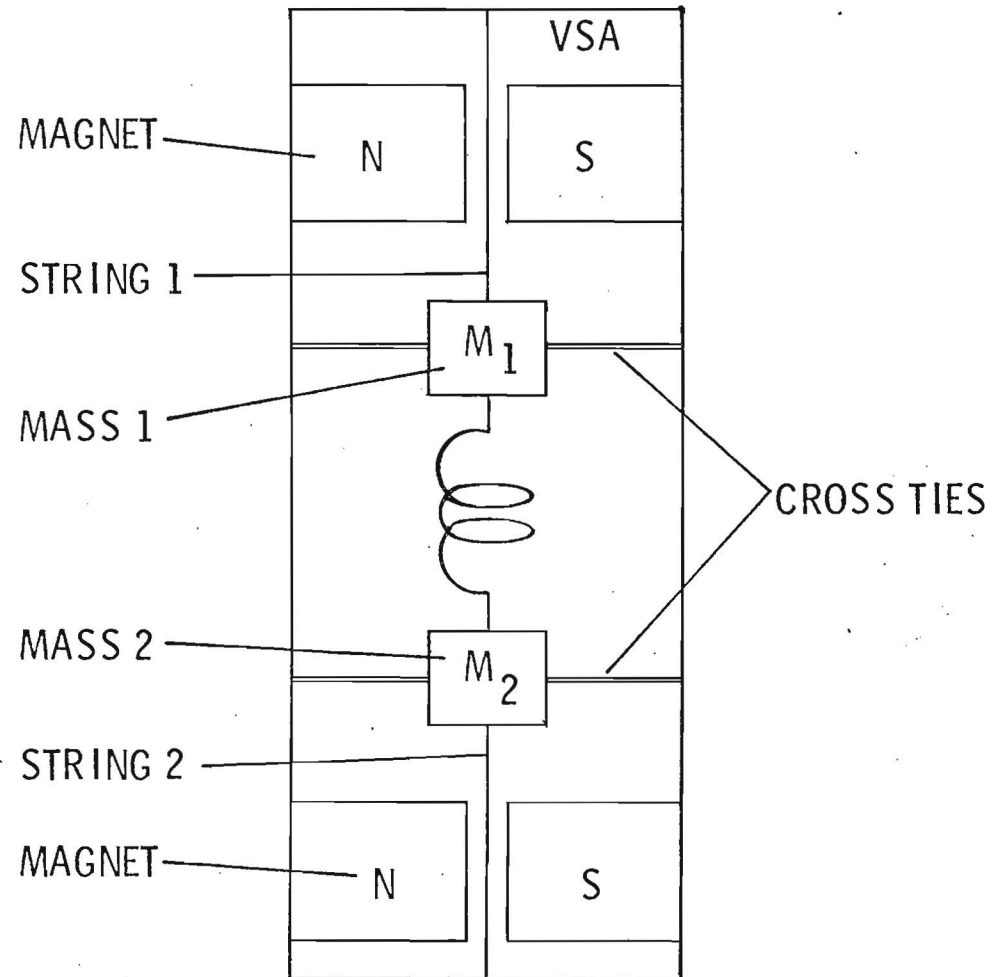 VSA
MAGNET
N
S
STRING 1
M1
MASS 1
CROSS TIES
MASS 2
M2
STRING 2
MAGNET
N
S